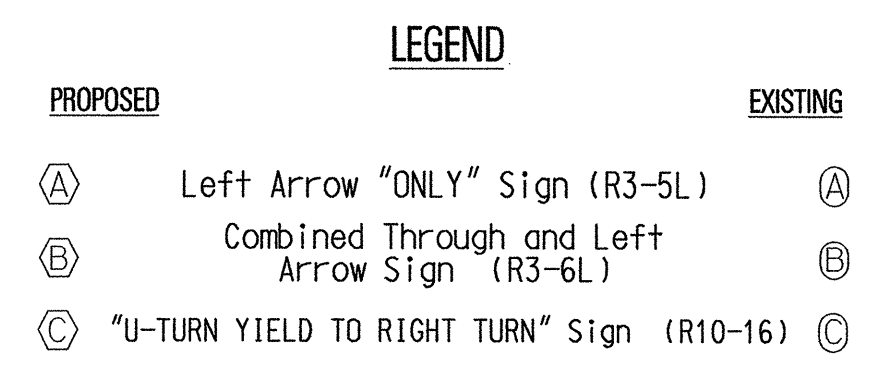 LEGEND
PROPOSED EXISTING
A Left Arrow "ONLY" Sign (R3-5L) A
Combined Through and Left
B Arrow Sign (R3-6L) B
C "U-TURN YIELD TO RIGHT TURN" Sign (R10-16) C